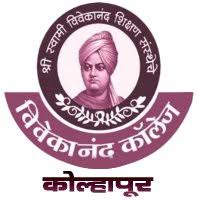 श्री स्वामी विवेकानंद शिक्षण संस्थेचे
विवेकानंद कॉलेज
कोल्हापूर